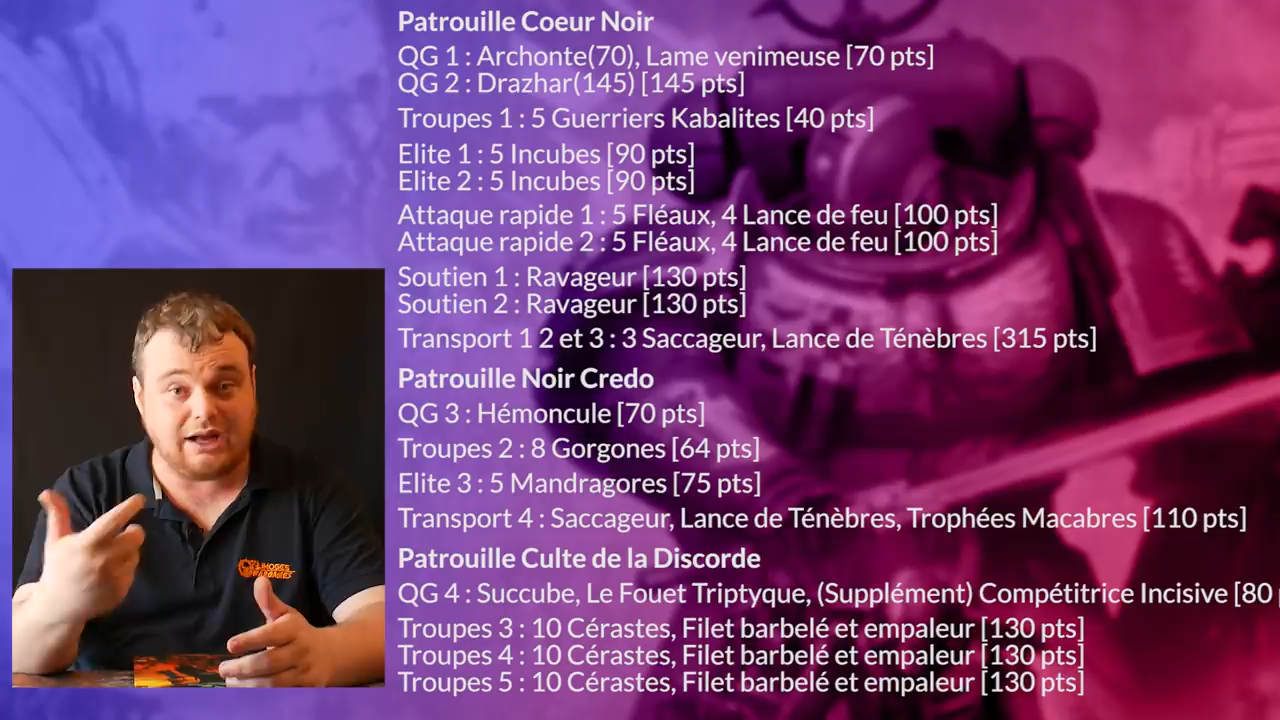 Patrouille Coeur Noir
QG 1 : Archonte(70), Lame venimeuse [70 pts]
QG 2 : Drazhar(145) [145 pts]
Troupes 1 : 5 Guerriers Kabalites [40 pts]
Elite 1 : 5 Incubes [90 pts]
Elite 2 : 5 Incubes [90 pts]
Attaque rapide 1 : 5 Fléaux, 4 Lance de feu [100 pts]
Attaque rapide 2 : 5 Fléaux, 4 Lance de feu [100 pts]
Soutien 1 : Ravageur [130 pts]
Soutien 2 : Ravageur [130 pts]
Transport 1 2 et 3 : 3 Saccageur, Lance de Ténèbres [315 pts]
Patrouille Noir Credo
QG 3 : Hémoncule [70 pts]
Troupes 2 : 8 Gorgones [64 pts]
Elite 3 : 5 Mandragores [75 pts]
Transport 4 : Saccageur, Lance de Ténèbres, Trophées Macabres [110 pts]
Patrouille Culte de la Discorde
QG 4 : Succube, Le Fouet Triptyque, (Supplément) Compétitrice Incisive [80
Troupes 3 : 10 Cérastes, Filet barbelé et empaleur [130 pts]
Troupes 4 : 10 Cérastes, Filet barbelé et empaleur [130 pts]
Troupes 5 : 10 Cérastes, Filet barbelé et empaleur [130 pts]
LIMOGES
WARGAMES